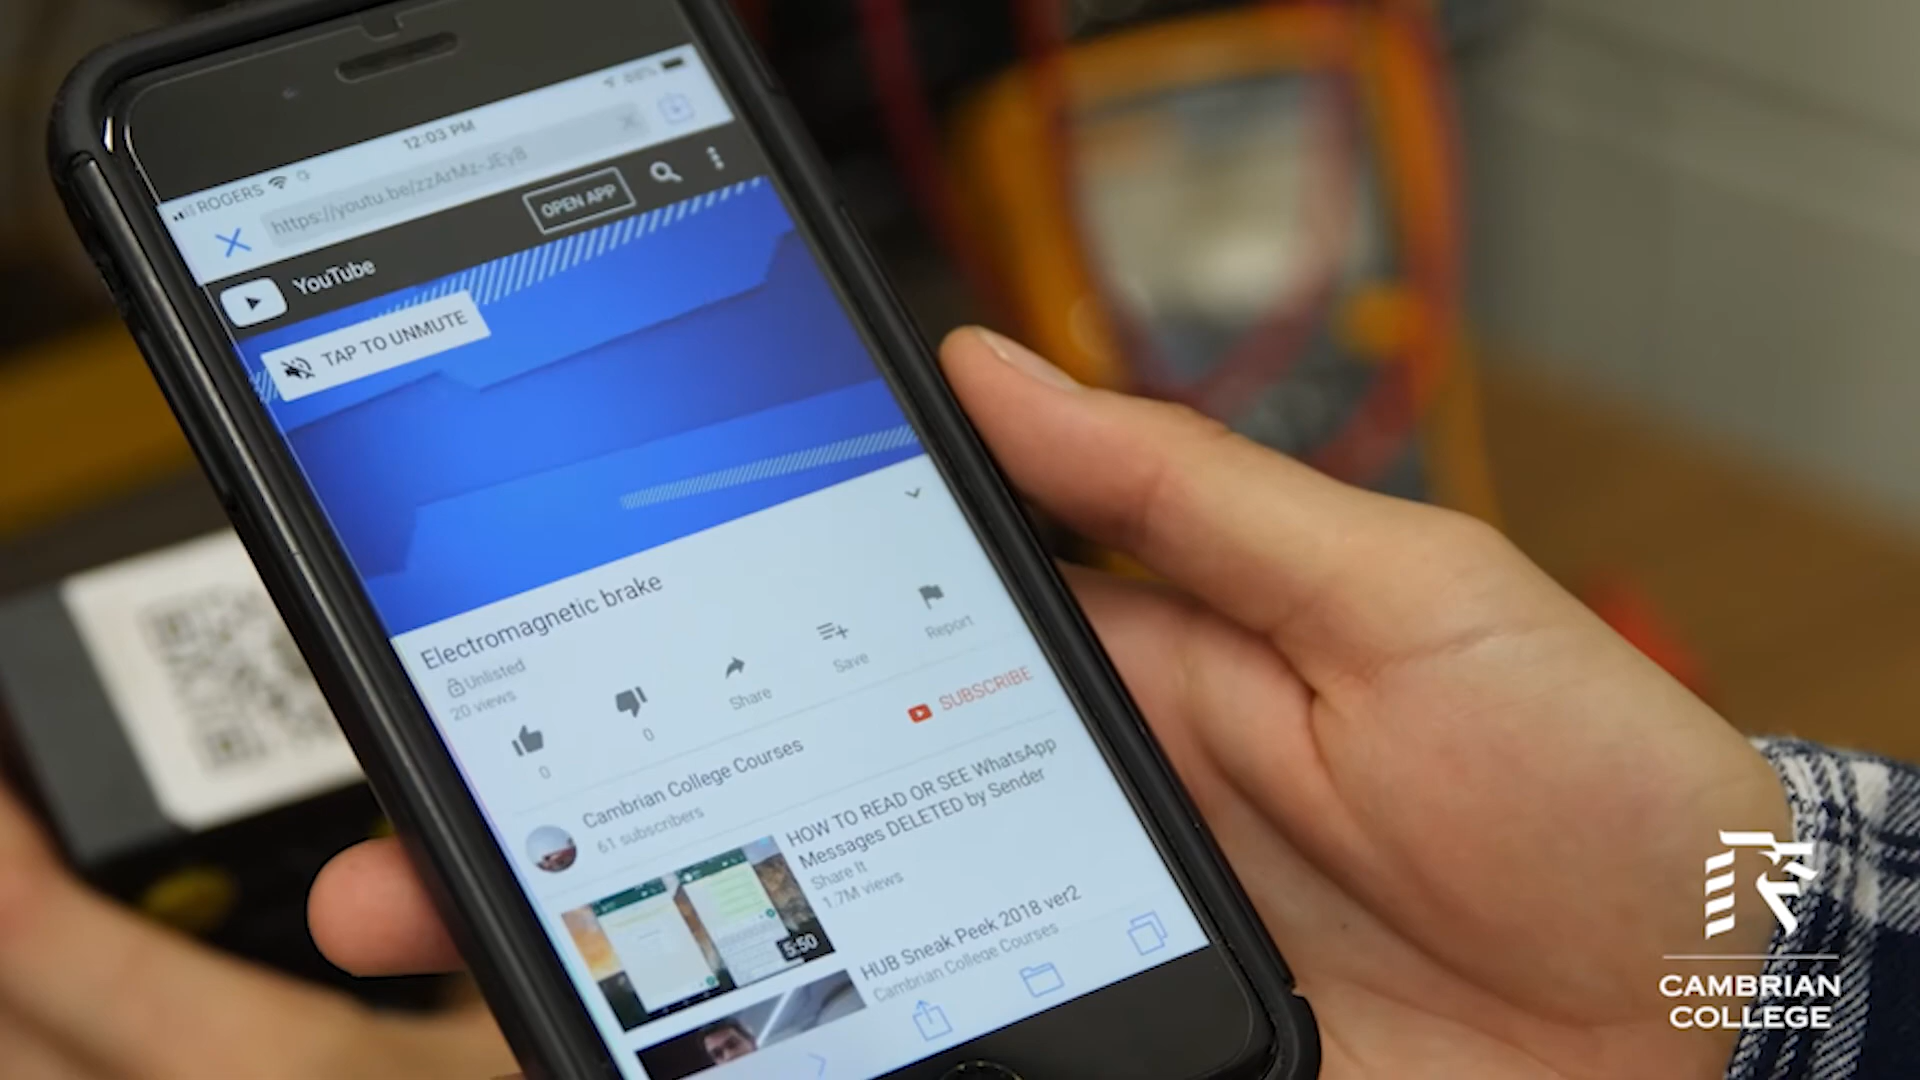 ROGERS 12:03 PM 68%
https://youtu.be/zzArMz-JEy8
YouTube OPEN APP
TAP TO UNMUTE
Electromagnetic brake
Unlisted
20 views
0
0
Share
Save
Report
Cambrian College Courses
61 subscribers
SUBSCRIBE
HOW TO READ OR SEE WhatsApp
Messages DELETED by Sender
Share It
1.7M views
5:50
HUB Sneak Peek 2018 ver2
Cambrian College Courses
CAMBRIAN
COLLEGE